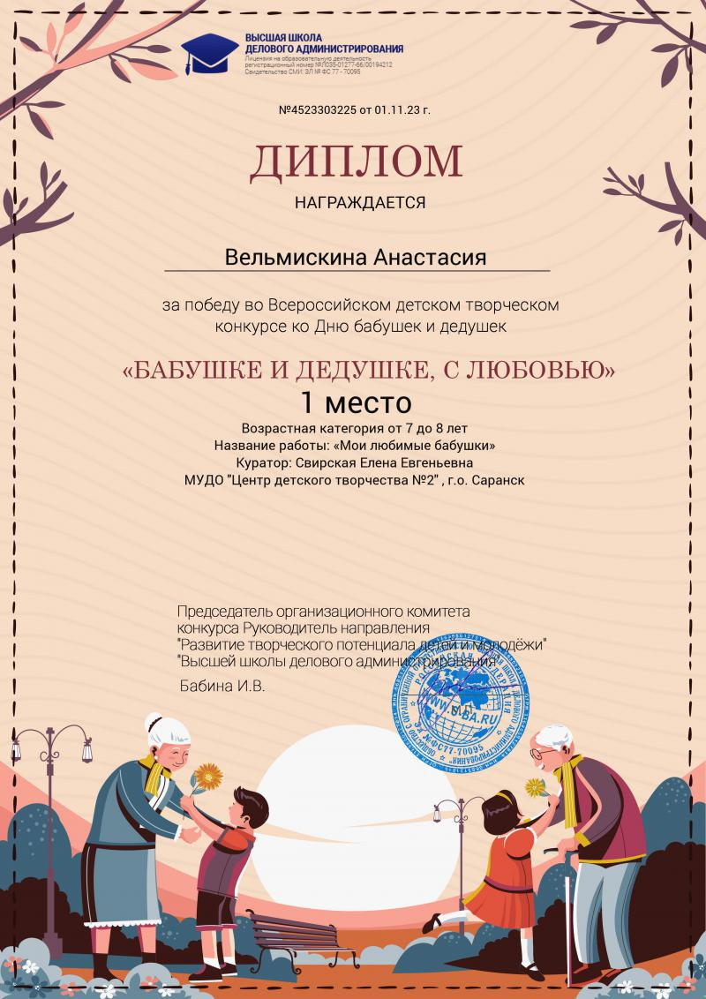 ВЫСШАЯ ШКОЛА
ДЕЛОВОГО АДМИНИСТРИРОВАНИЯ
Лицензия на образовательную деятельность
регистрационный номер №Л035-01277-66/00194212
Свидетельство СМИ: ЭЛ № ФС 77 - 70095
№4523303225 от 01.11.23 г.
ДИПЛОМ
НАГРАЖДАЕТСЯ
Вельмискина Анастасия
за победу во Всероссийском детском творческом
конкурсе ко Дню бабушек и дедушек
«БАБУШКЕ И ДЕДУШКЕ, С ЛЮБОВЬЮ»
1 место
Возрастная категория от 7 до 8 лет
Название работы: «Мои любимые бабушки»
Куратор: Свирская Елена Евгеньевна
МУДО "Центр детского творчества №2" , г.о. Саранск
Председатель организационного комитета
конкурса Руководитель направления
"Развитие творческого потенциала детей и молодёжи"
"Высшей школы делового администрирования"
Бабина И.В.
РОССИЙСКАЯ ФЕДЕРАЦИЯ
WWW.S-BA.RU
ЭЛ №ФС77-70095